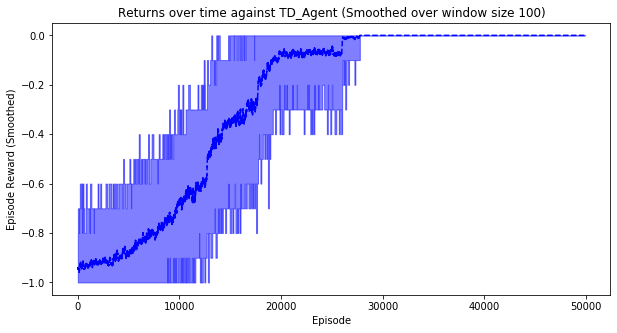 Returns over time against TD_Agent (Smoothed over window size 100)
0.0
−0.2
−0.4
−0.6
−0.8
−1.0
Episode Reward (Smoothed)
0 10000 20000 30000 40000 50000
Episode